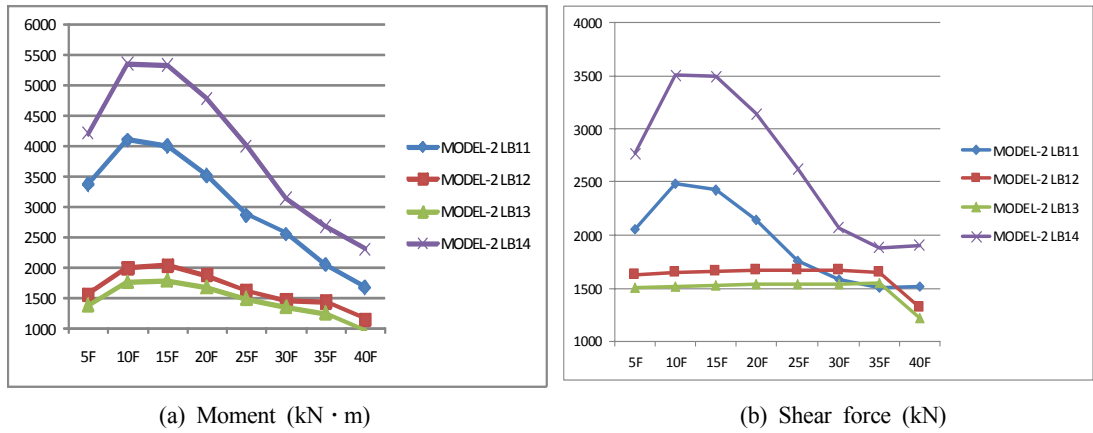 6000
5500
5000
4500
4000
3500
3000
2500
2000
1500
1000
5F 10F 15F 20F 25F 30F 35F 40F
MODEL-2 LB11
MODEL-2 LB12
MODEL-2 LB13
MODEL-2 LB14
(a) Moment (kN · m)
4000
3500
3000
2500
2000
1500
1000
5F 10F 15F 20F 25F 30F 35F 40F
MODEL-2 LB11
MODEL-2 LB12
MODEL-2 LB13
MODEL-2 LB14
(b) Shear force (kN)